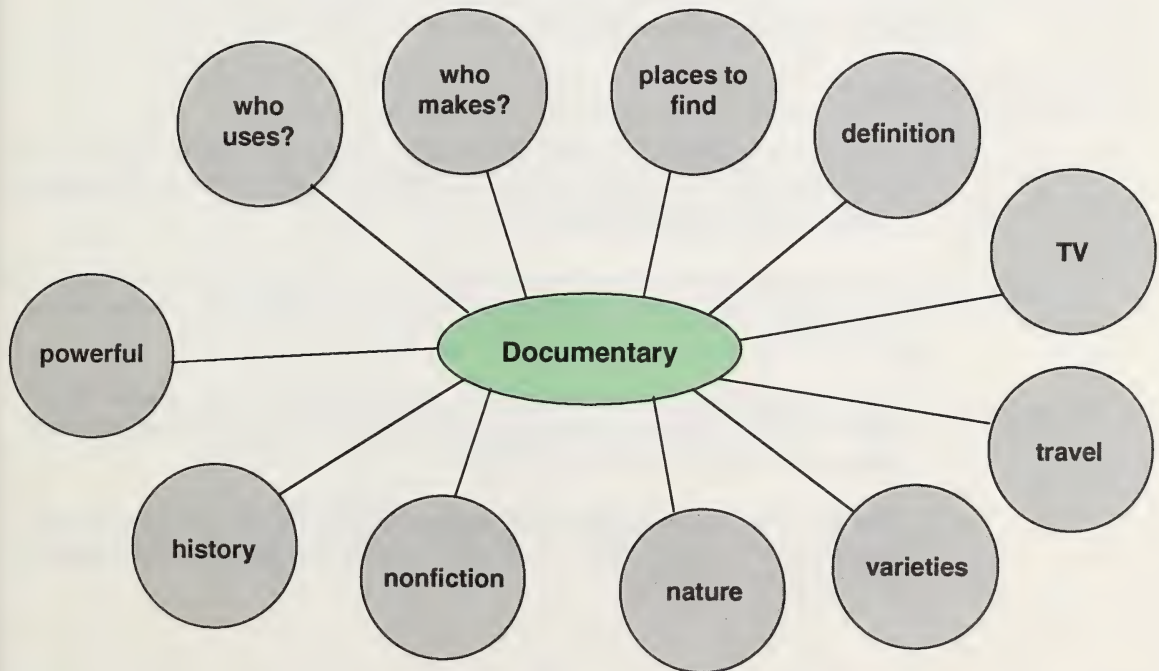 who
uses?
who
makes?
places to
find
definition
TV
powerful
Documentary
travel
history
nonfiction
nature
varieties